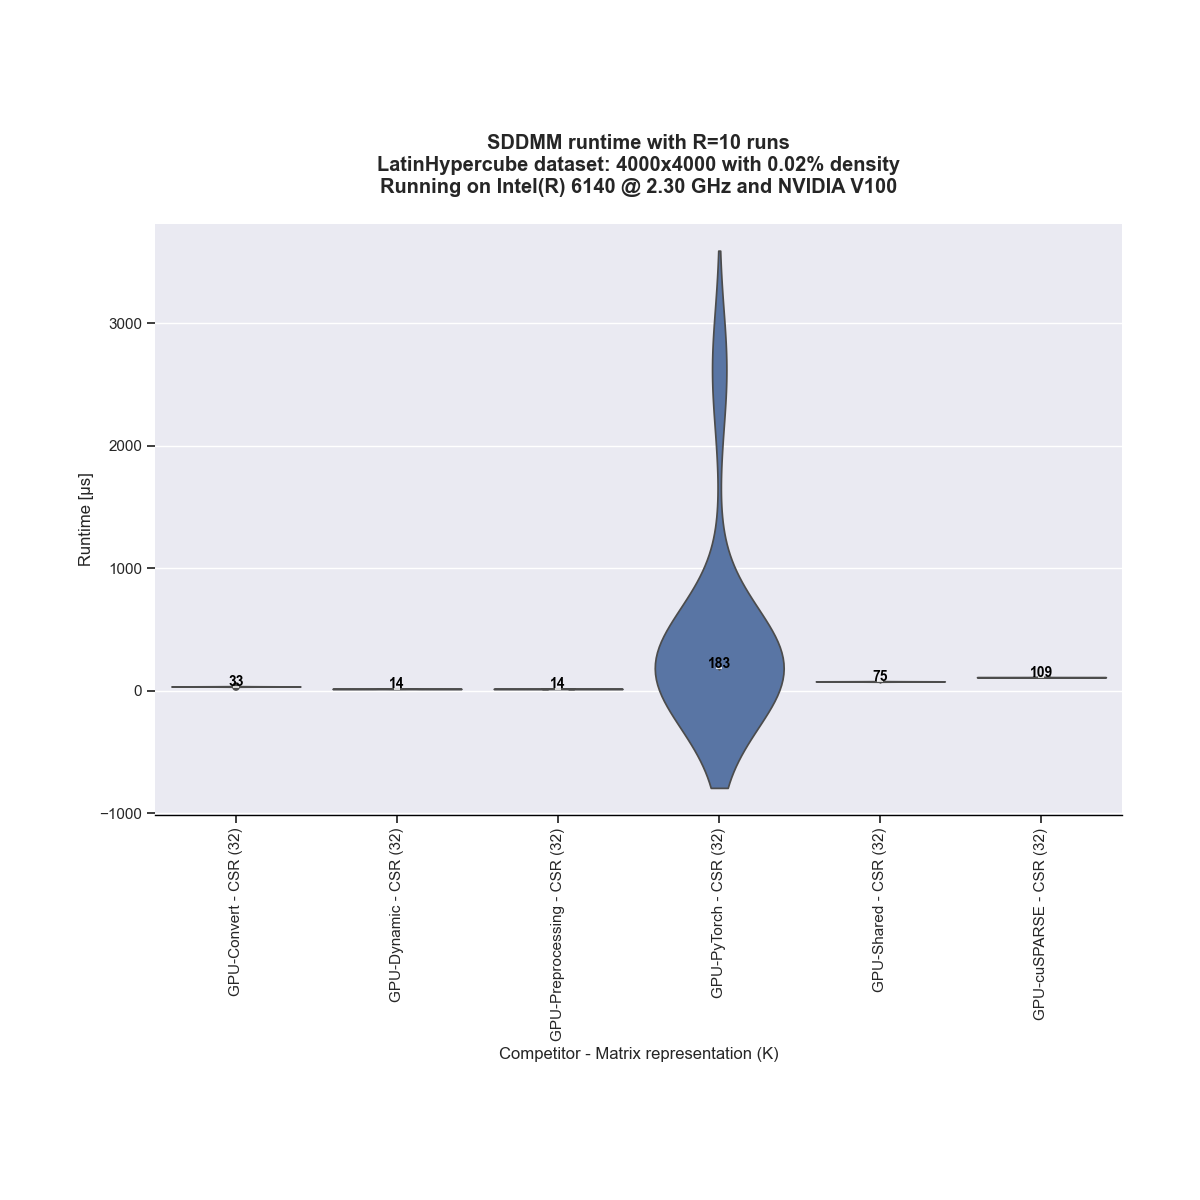 SDDMM runtime with R=10 runs
LatinHypercube dataset: 4000x4000 with 0.02% density
Running on Intel(R) 6140 @ 2.30 GHz and NVIDIA V100
Runtime [μs]
3000
2000
1000
0
−1000
33
14
14
183
75
109
GPU-Convert - CSR (32)
GPU-Dynamic - CSR (32)
GPU-Preprocessing - CSR (32)
GPU-PyTorch - CSR (32)
GPU-Shared - CSR (32)
GPU-cuSPARSE - CSR (32)
Competitor - Matrix representation (K)